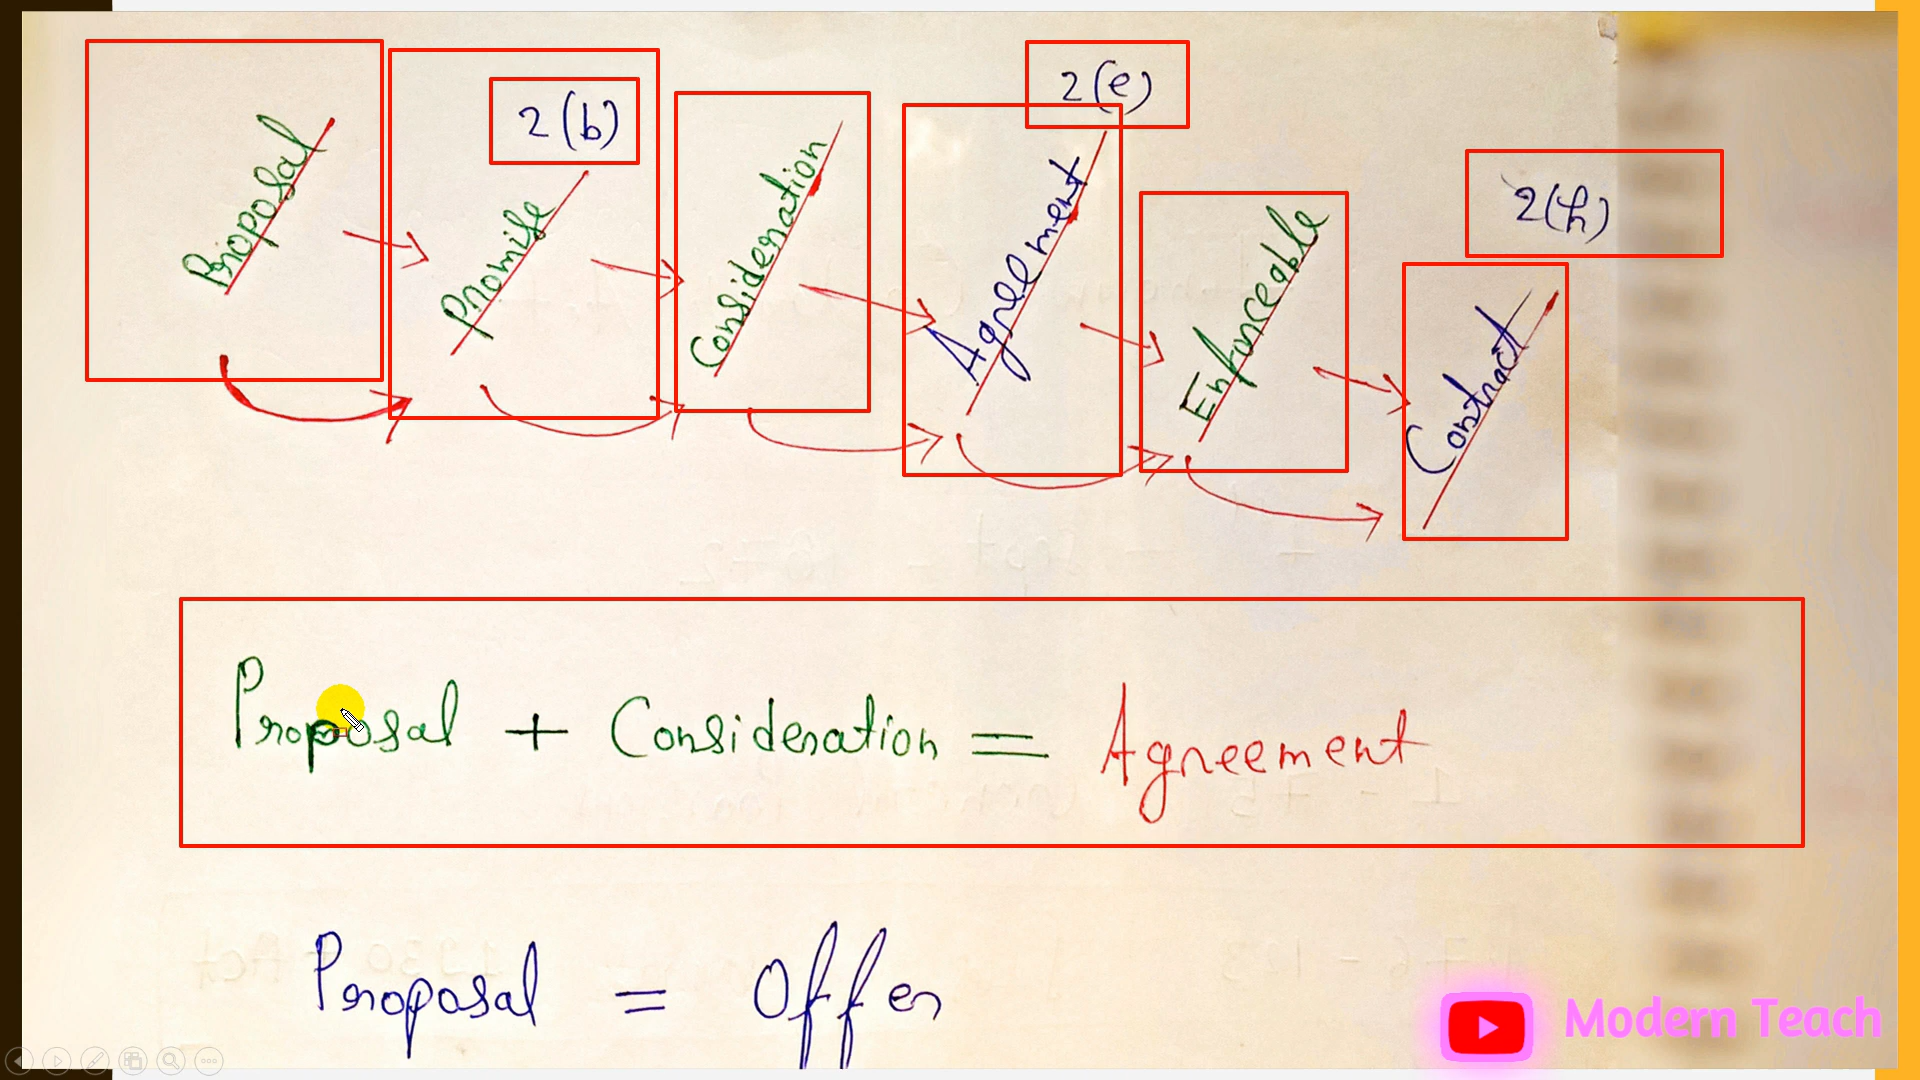 Proposal
Promise
2(b)
Consideration
Agreement
2(e)
Enforceable
Contract
2(h)
Proposal + Consideration = Agreement
Proposal = Offer
Modern Teach